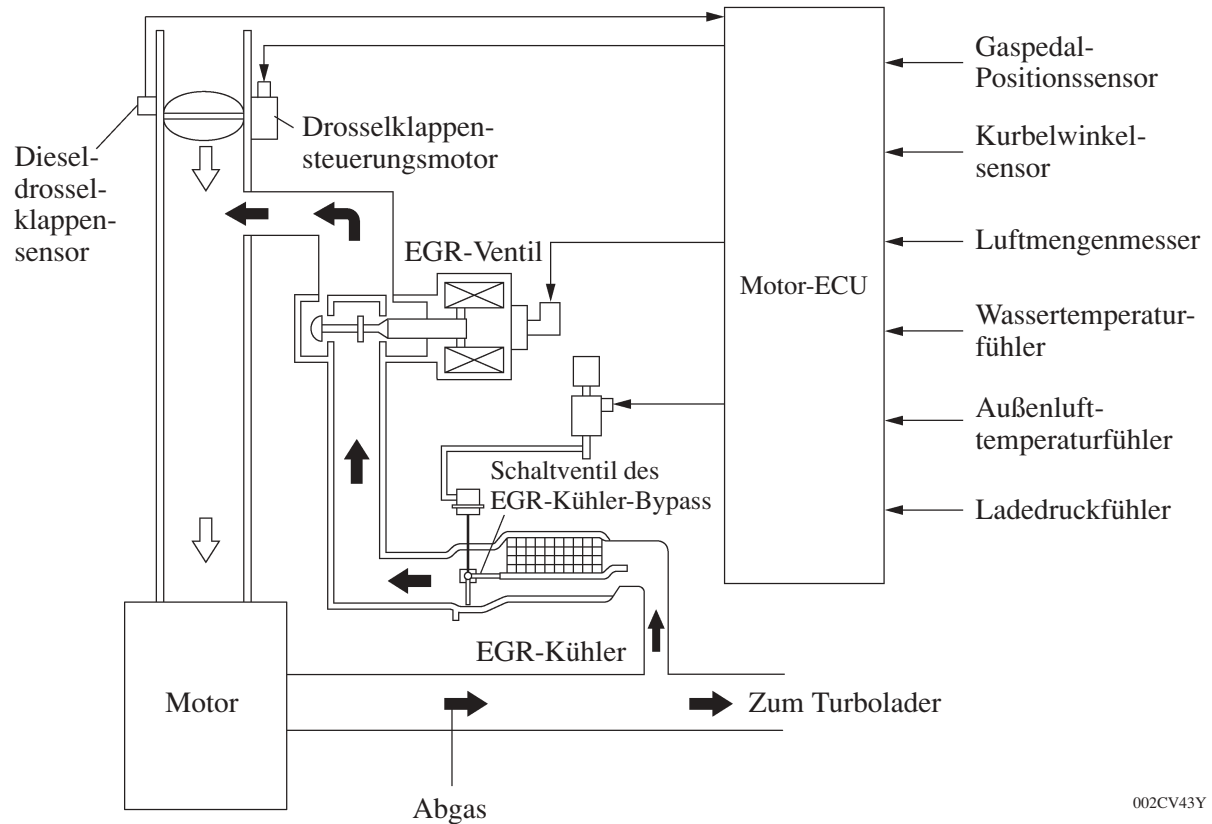 Diesel-
drossel-
klappen-
sensor
Drosselklappen-
steuerungsmotor
EGR-Ventil
Schaltventil des
EGR-Kühler-Bypass
EGR-Kühler
Motor
Abgas
Zum Turbolader
Motor-ECU
Gaspedal-
Positionssensor
Kurbelwinkel-
sensor
Luftmengenmesser
Wassertemperatur-
fühler
Außenluft-
temperaturfühler
Ladedruckfühler
002CV43Y